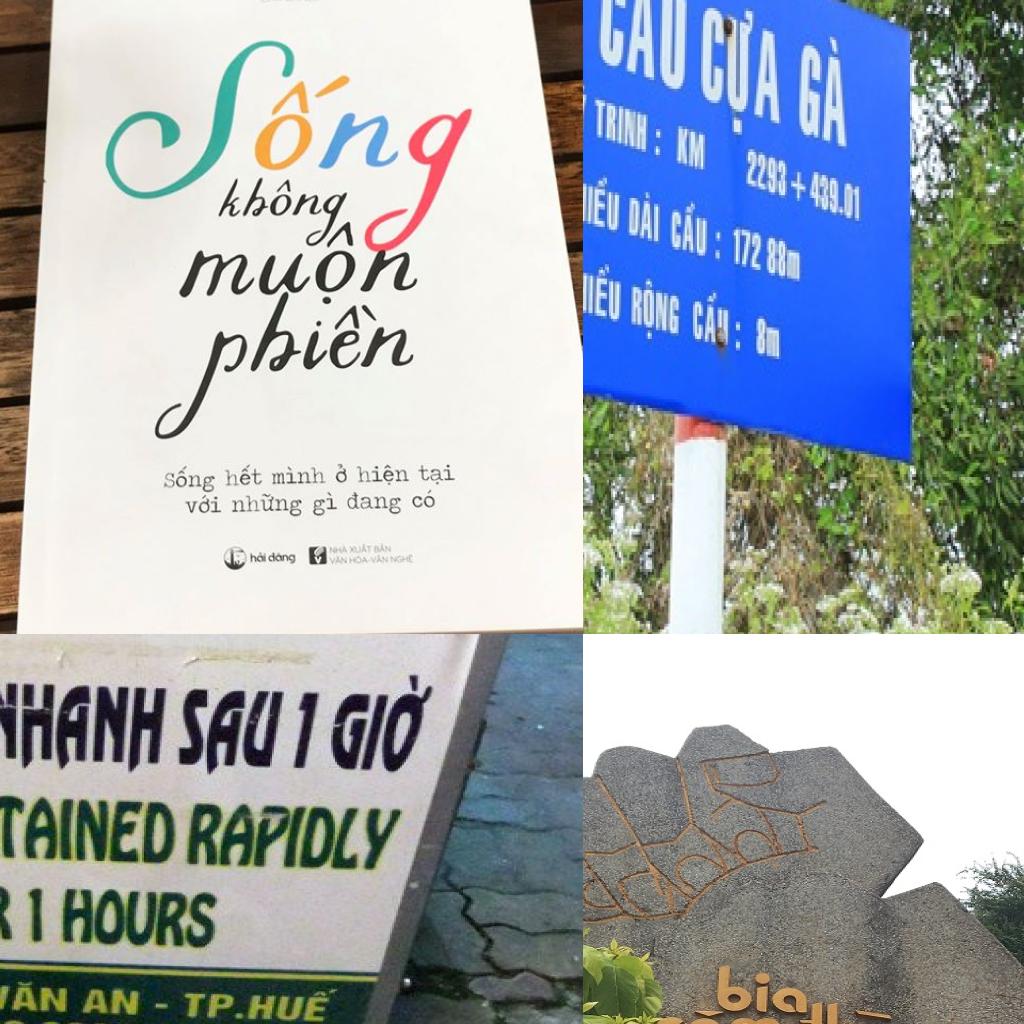 Sống
không
muộn
phiền
Sống hết mình ở hiện tại
với những gì đang có
hải đăng
NHÀ XUẤT BẢN
VĂN HÓA-VĂN NGHỆ
CẦU CỰA GÀ
TRÌNH : KM 2293 + 439.01
IỀU DÀI CẦU : 172 88m
IỀU RỘNG CẦU : 8m
NHANH SAU 1 GIỜ
TAINED RAPIDLY
R 1 HOURS
VĂN AN - TP.HUẾ
bia